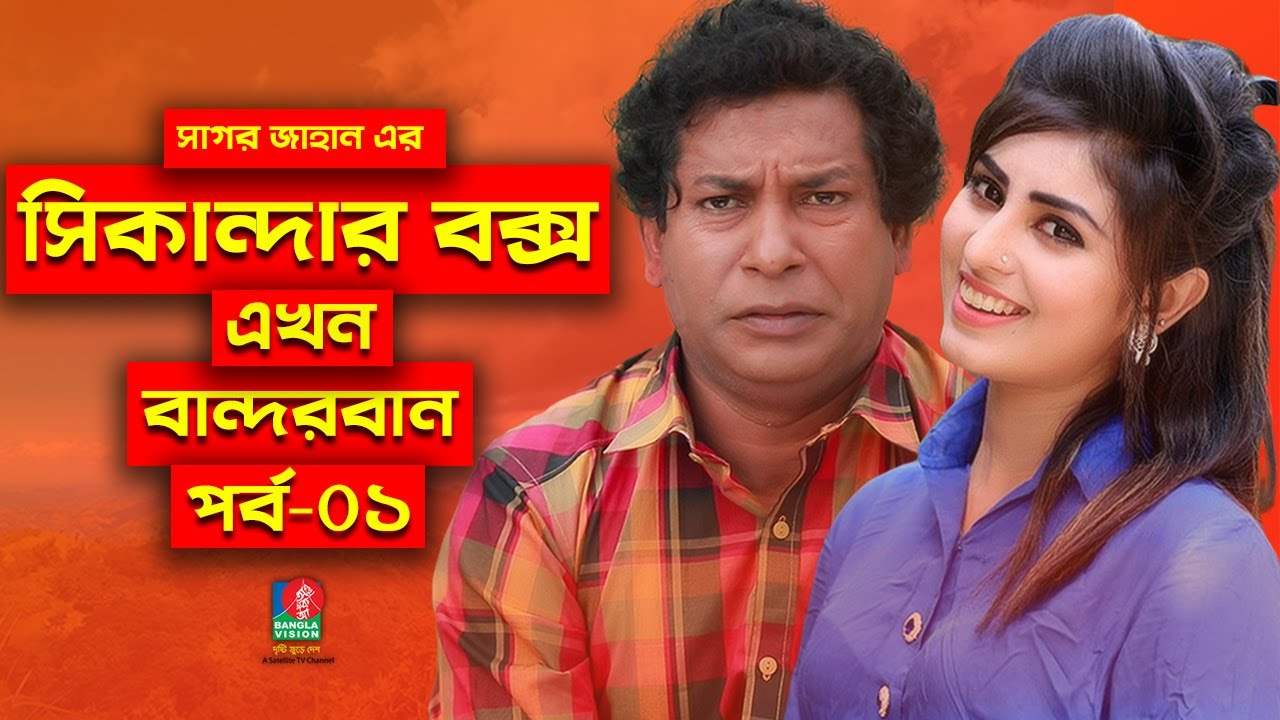 সাগর জাহান এর
সিকান্দার বক্স
এখন
বান্দরবান
পর্ব-০১
BANGLA
VISION
দৃষ্টি জুড়ে দেশ
A Satellite TV Channel